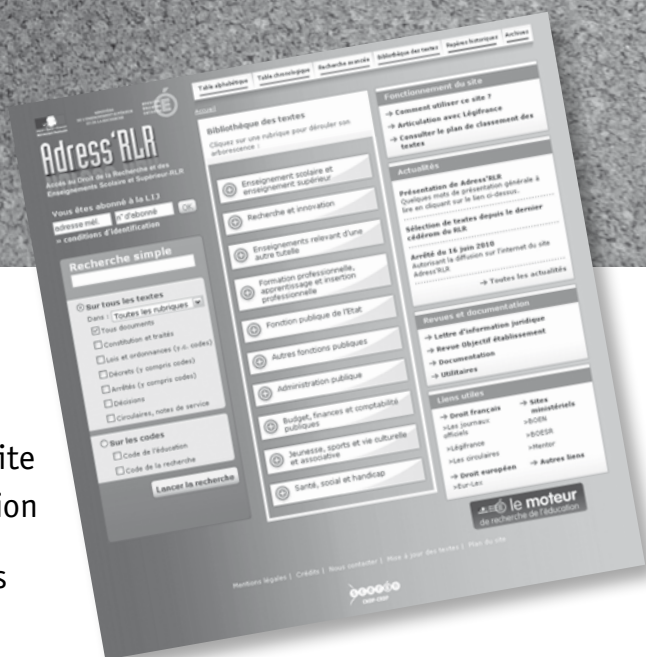 Table alphabétique
Table chronologique
Recherche avancée
Bibliothèque des textes
Repères historiques
Archives
Adress'RLR
Accès au Droit de la Recherche et des
Enseignements Scolaire et Supérieur-RLR
Vous êtes abonné à la LIJ
adresse mél.
n° d'abonné
OK
= conditions d'identification
Recherche simple
Sur tous les textes
Dans : Toutes les rubriques
Tous documents
Constitution et traités
Lois et ordonnances (s.c. codes)
Décrets (y compris codes)
Arrêtés (y compris codes)
Décisions
Circulaires, notes de service
Sur les codes
Code de l'éducation
Code de la recherche
Lancer la recherche
Accueil
Bibliothèque des textes
Cliquez sur une rubrique pour dérouler son
arborescence :
Enseignement scolaire et
enseignement supérieur
Recherche et innovation
Enseignements relevant d'une
autre tutelle
Formation professionnelle,
apprentissage et insertion
professionnelle
Fonction publique de l'Etat
Autres fonctions publiques
Administration publique
Budget, finances et comptabilité
publiques
Jeunesse, sports et vie culturelle
et associative
Santé, social et handicap
Fonctionnement du site
→ Comment utiliser ce site ?
→ Articulation avec Légifrance
→ Consulter le plan de classement des
textes
Actualités
Présentation de Adress'RLR
Quelques mots de présentation générale à
lire en cliquant sur le lien ci-dessus.
Sélection de textes depuis le dernier
cédérom du RLR
Arrêté du 16 juin 2010
Autorisant la diffusion sur l'internet du site
Adress'RLR
→ Toutes les actualités
Revues et documentation
→ Lettre d'information juridique
→ Revue Objectif établissement
→ Documentation
→ Utilitaires
Liens utiles
→ Droit français
>Les journaux
officiels
>Légifrance
>Les circulaires
→ Droit européen
>Eur-Lex
→ Sites
ministériels
>BOEN
>BOESR
>Mentor
→ Autres liens
le moteur
de recherche de l'éducation
Mentions légales | Crédits | Nous contacter | Mise à jour des textes | Plan du site
ite
ion
s